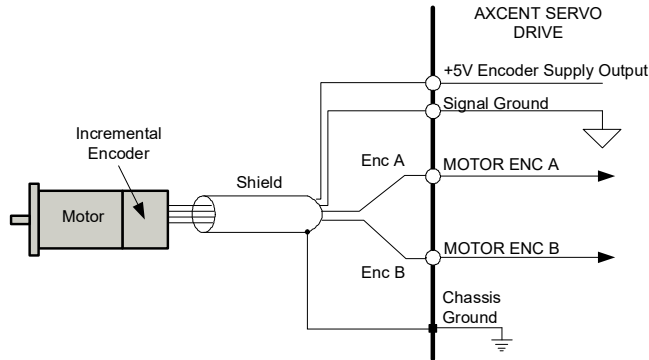 AXCENT SERVO
DRIVE
+5V Encoder Supply Output
Signal Ground
Incremental
Encoder
Enc A
MOTOR ENC A
Shield
Motor
MOTOR ENC B
Enc B
Chassis
Ground